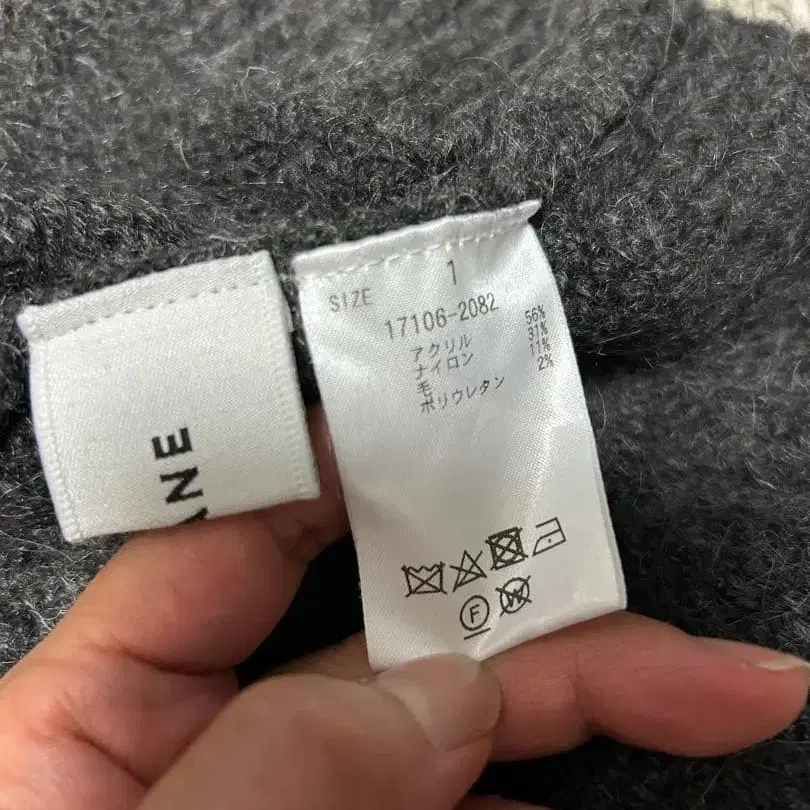 ANE
SIZE 1
17106-2082
アクリル 56%
ナイロン 31%
毛 11%
ポリウレタン 2%
F W